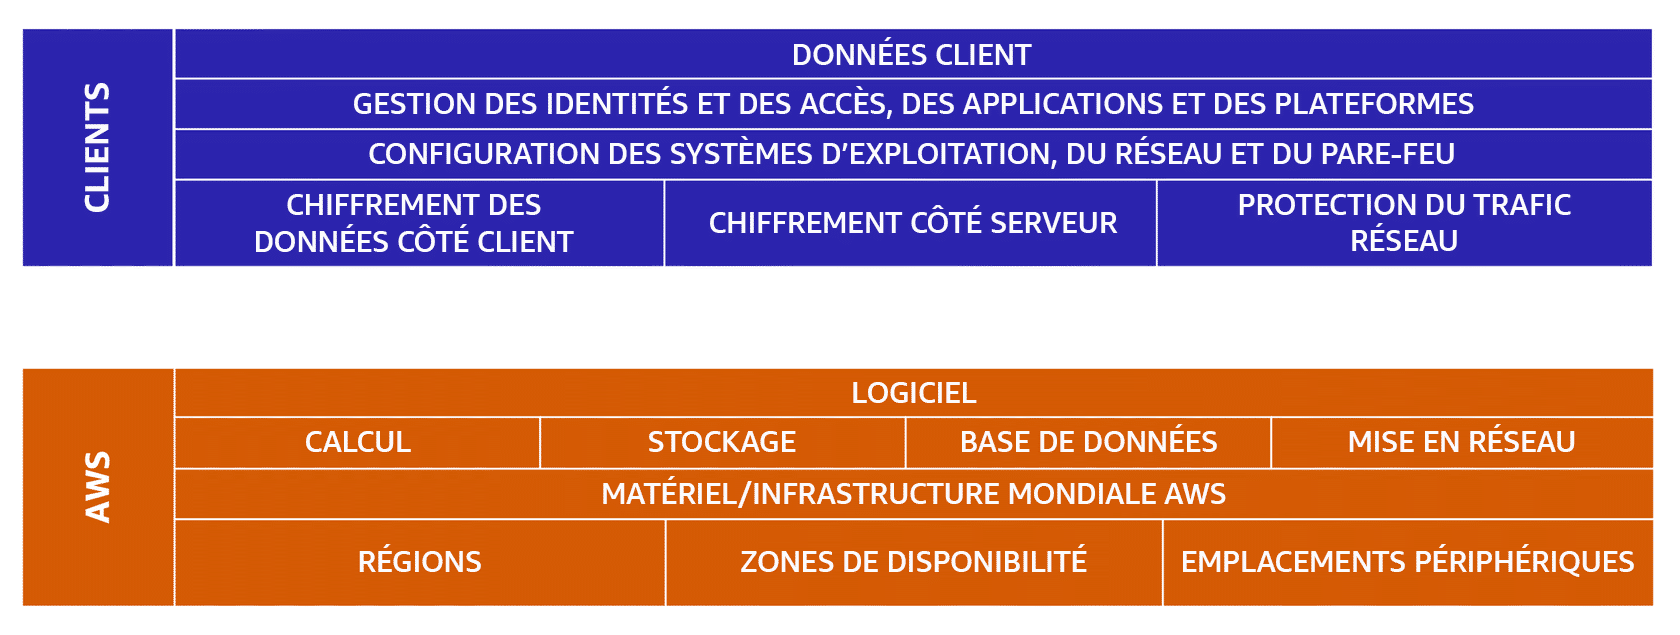 CLIENTS
DONNÉES CLIENT
GESTION DES IDENTITÉS ET DES ACCÈS, DES APPLICATIONS ET DES PLATEFORMES
CONFIGURATION DES SYSTÈMES D’EXPLOITATION, DU RÉSEAU ET DU PARE-FEU
CHIFFREMENT DES
DONNÉES CÔTÉ CLIENT
CHIFFREMENT CÔTÉ SERVEUR
PROTECTION DU TRAFIC
RÉSEAU
AWS
LOGICIEL
CALCUL
STOCKAGE
BASE DE DONNÉES
MISE EN RÉSEAU
MATÉRIEL/INFRASTRUCTURE MONDIALE AWS
RÉGIONS
ZONES DE DISPONIBILITÉ
EMPLACEMENTS PÉRIPHÉRIQUES